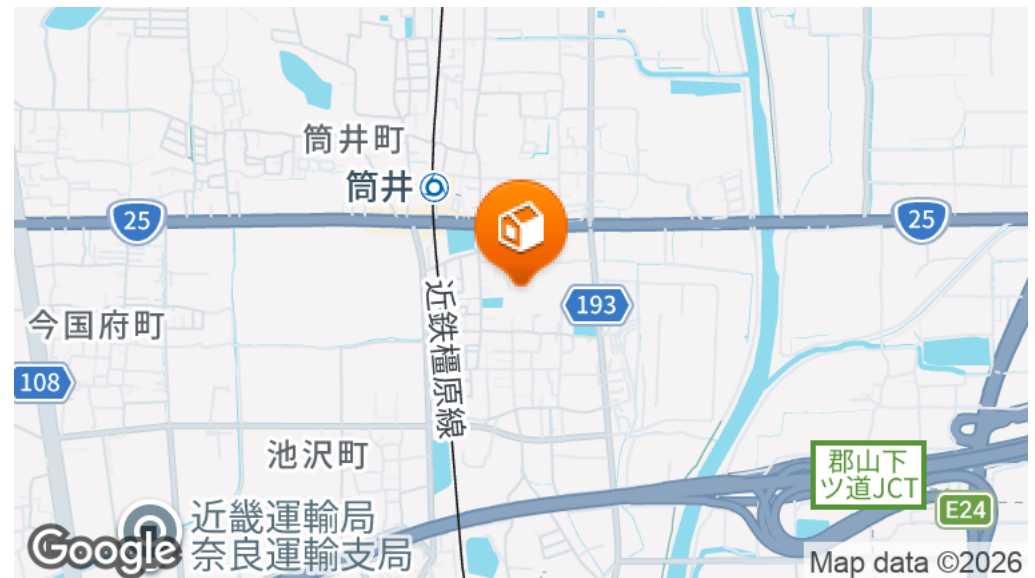 筒井町
筒井
25
25
近鉄橿原線
193
今国府町
108
池沢町
郡山下
ツ道JCT
E24
近畿運輸局
奈良運輸支局
Google
Map data ©2026